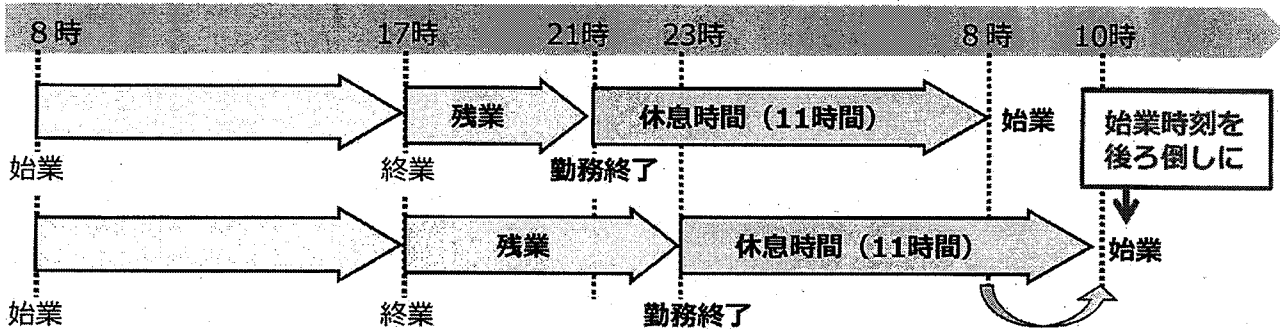 8時 17時 21時 23時 8時 10時
残業 休息時間（11時間） 始業
始業時刻を
後ろ倒しに
始業 終業 勤務終了
残業 休息時間（11時間） 始業
始業 終業 勤務終了